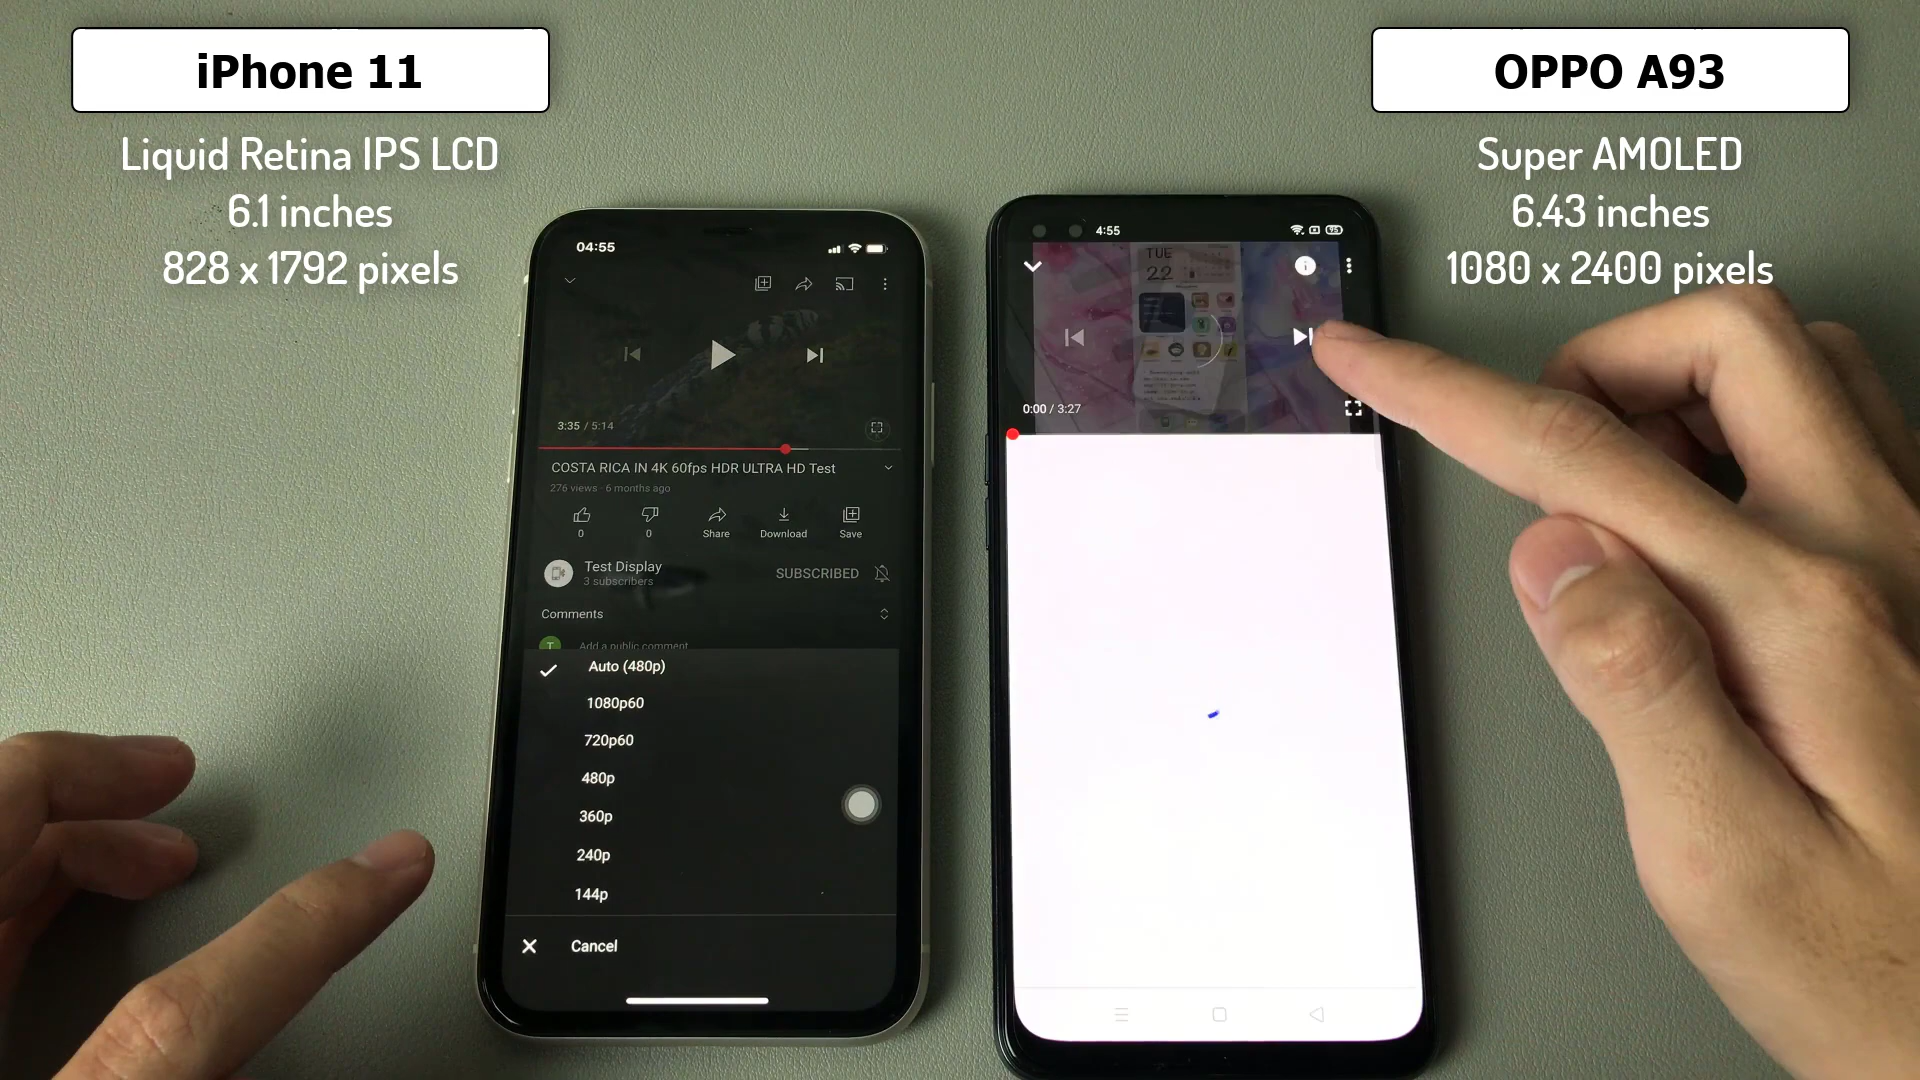 iPhone 11
Liquid Retina IPS LCD
6.1 inches
828 x 1792 pixels
OPPO A93
Super AMOLED
6.43 inches
1080 x 2400 pixels
04:55
3:35 / 5:14
COSTA RICA IN 4K 60fps HDR ULTRA HD Test
276 views · 6 months ago
0
0
Share
Download
Save
Test Display
3 subscribers
SUBSCRIBED
Comments
T
Add a public comment
Auto (480p)
1080p60
720p60
480p
360p
240p
144p
Cancel
4:55
95
TUE
22
0:00 / 3:27